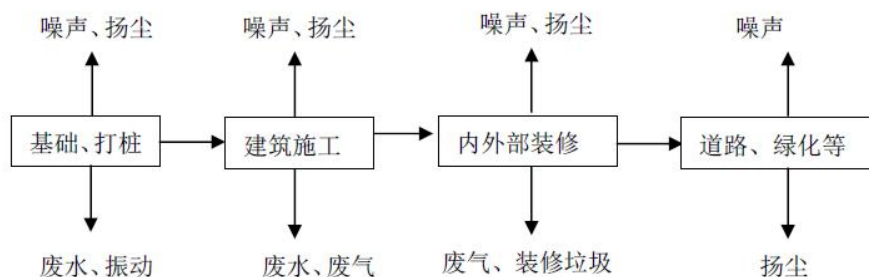 噪声、扬尘
噪声、扬尘
噪声、扬尘
噪声
基础、打桩
建筑施工
内外部装修
道路、绿化等
废水、振动
废水、废气
废气、装修垃圾
扬尘